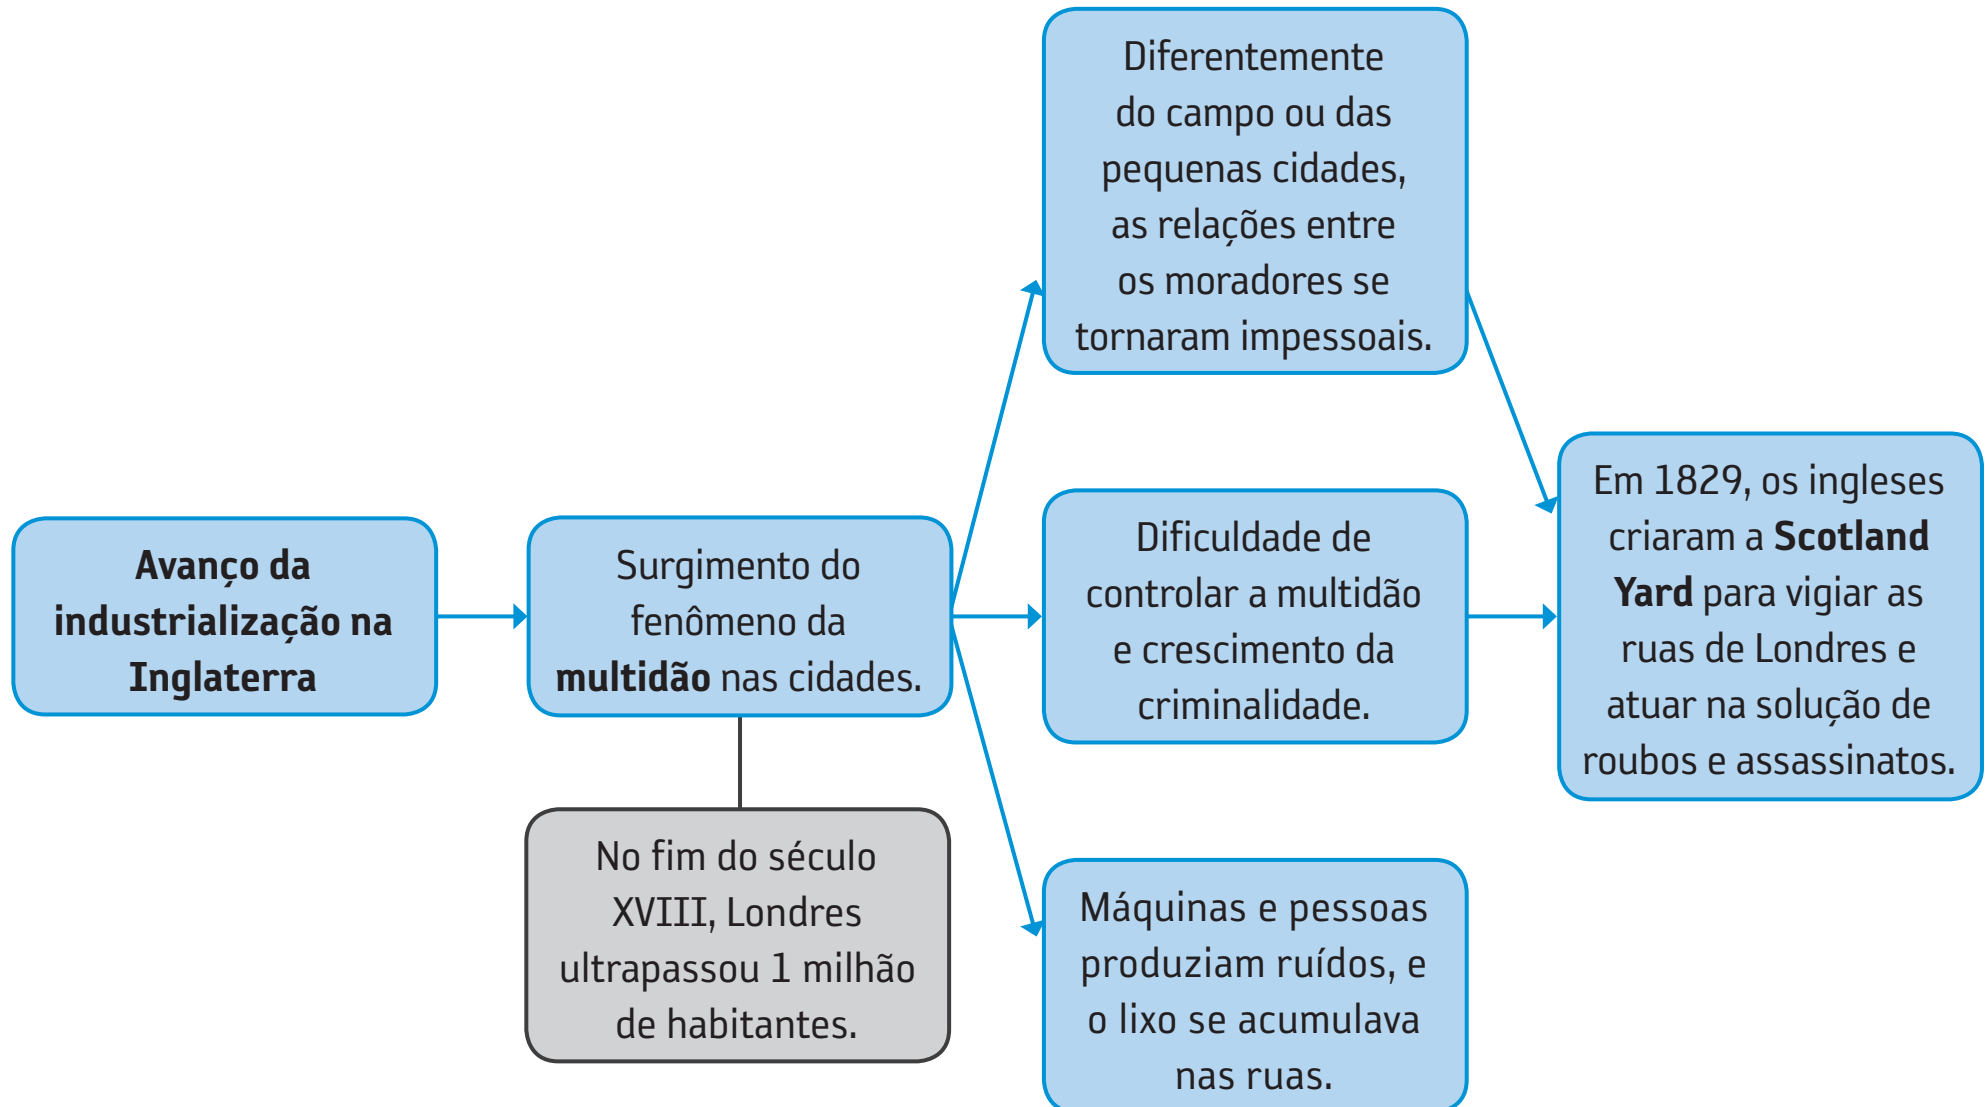 Avanço da
industrialização na
Inglaterra
Surgimento do
fenômeno da
multidão nas cidades.
No fim do século
XVIII, Londres
ultrapassou 1 milhão
de habitantes.
Diferentemente
do campo ou das
pequenas cidades,
as relações entre
os moradores se
tornaram impessoais.
Dificuldade de
controlar a multidão
e crescimento da
criminalidade.
Máquinas e pessoas
produziam ruídos, e
o lixo se acumulava
nas ruas.
Em 1829, os ingleses
criaram a Scotland
Yard para vigiar as
ruas de Londres e
atuar na solução de
roubos e assassinatos.